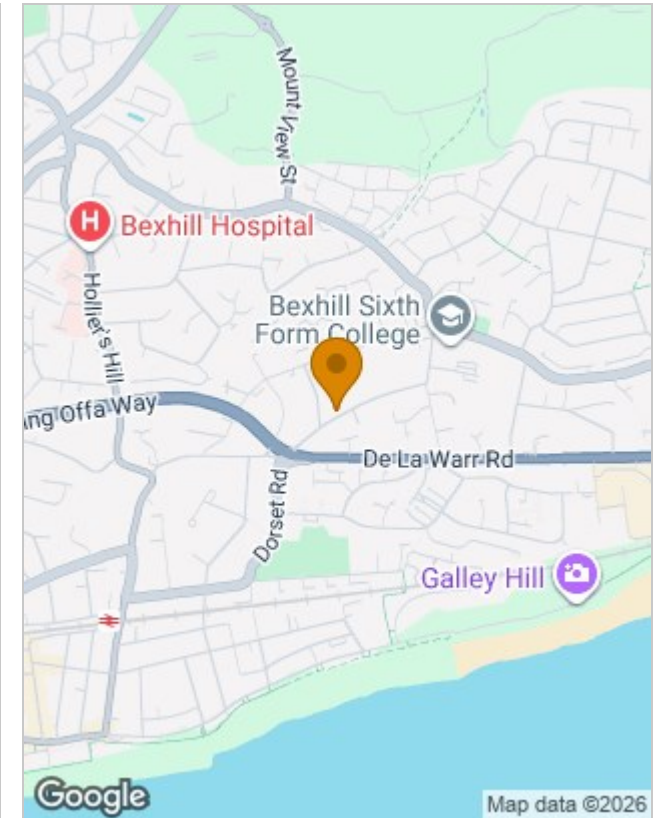 Mount View St
H Bexhill Hospital
Bexhill Sixth
Form College
Hollier's Hill
ng Offa Way
De La Warr Rd
Dorset Rd
Galley Hill
Google
Map data ©2026